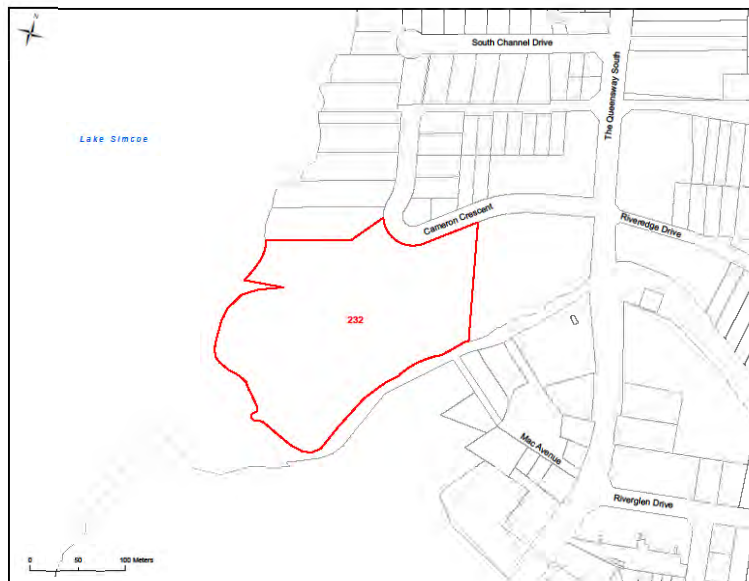 N
South Channel Drive
The Queensway South
Lake Simcoe
Cameron Crescent
Riveredge Drive
232
Mac Avenue
Riverglen Drive
0 50 100 Meters